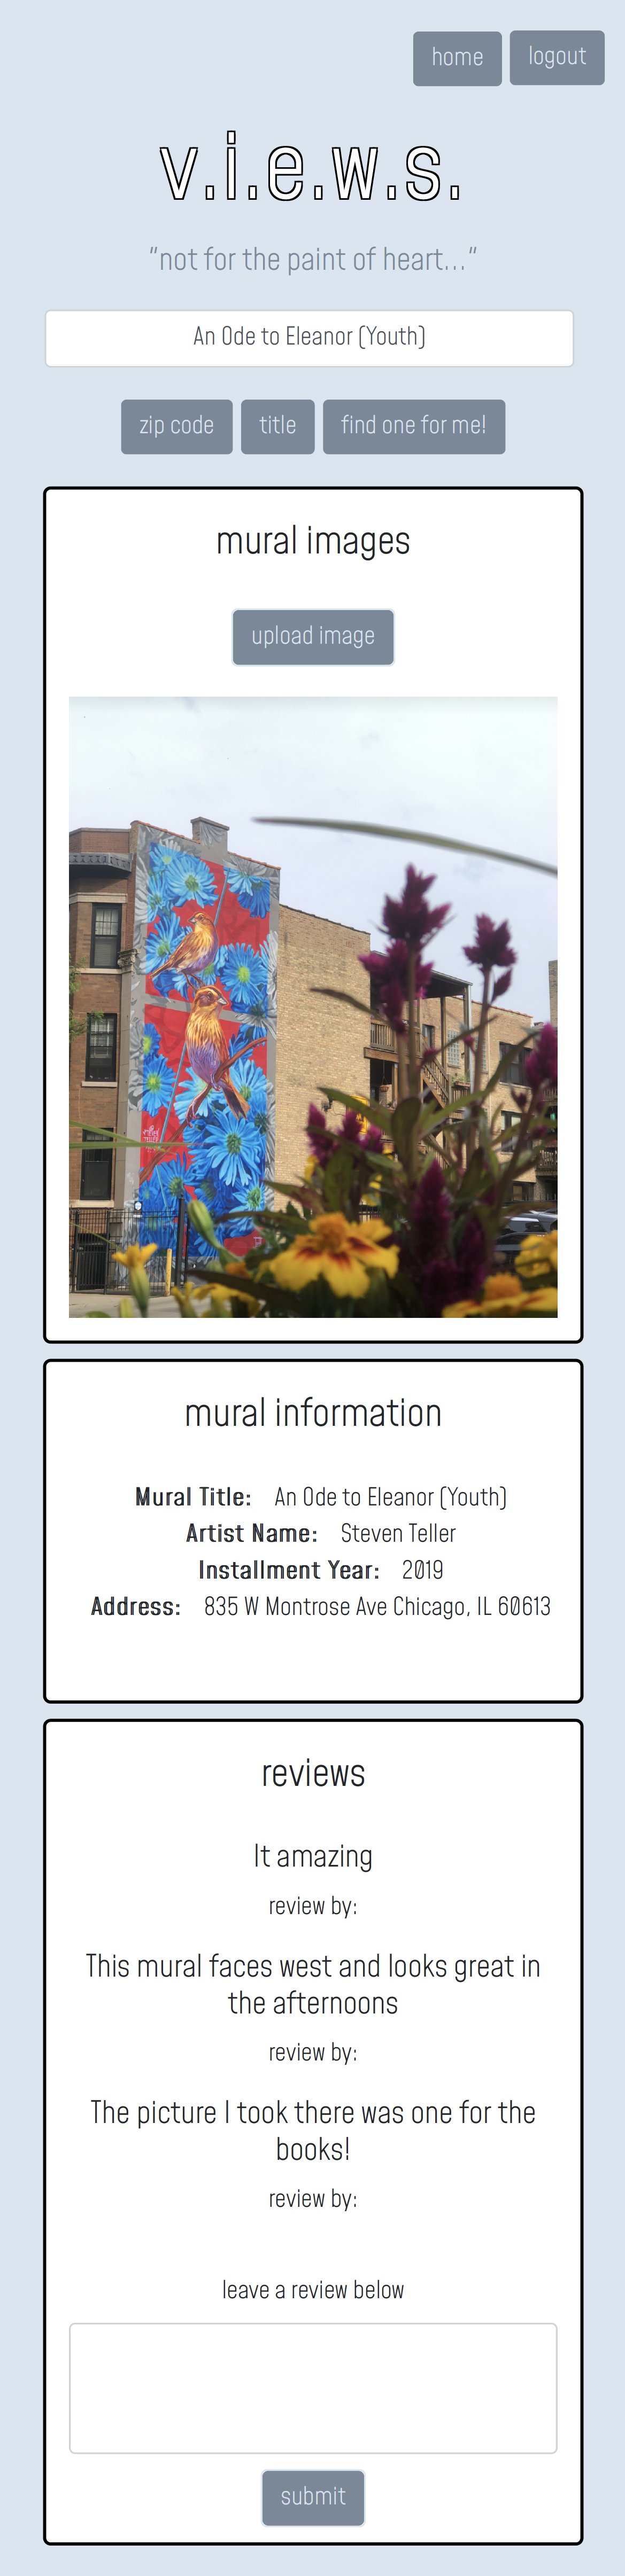 home logout
v.i.e.w.s.
"not for the paint of heart..."
An Ode to Eleanor (Youth)
zip code title find one for me!
mural images
upload image
mural information
Mural Title: An Ode to Eleanor (Youth)
Artist Name: Steven Teller
Installment Year: 2019
Address: 835 W Montrose Ave Chicago, IL 60613
reviews
It amazing
review by:
This mural faces west and looks great in
the afternoons
review by:
The picture I took there was one for the
books!
review by:
leave a review below
submit